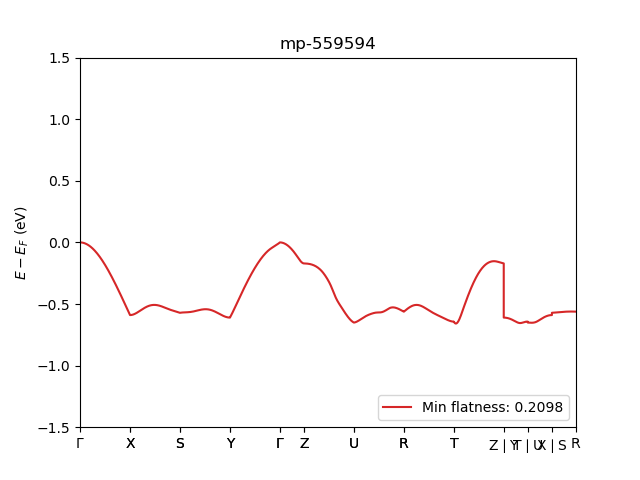 mp-559594
1.5
1.0
0.5
0.0
−0.5
−1.0
−1.5
E − E_F (eV)
Min flatness: 0.2098
Γ X S Y Γ Z U R T Z | Y T | U X | S R